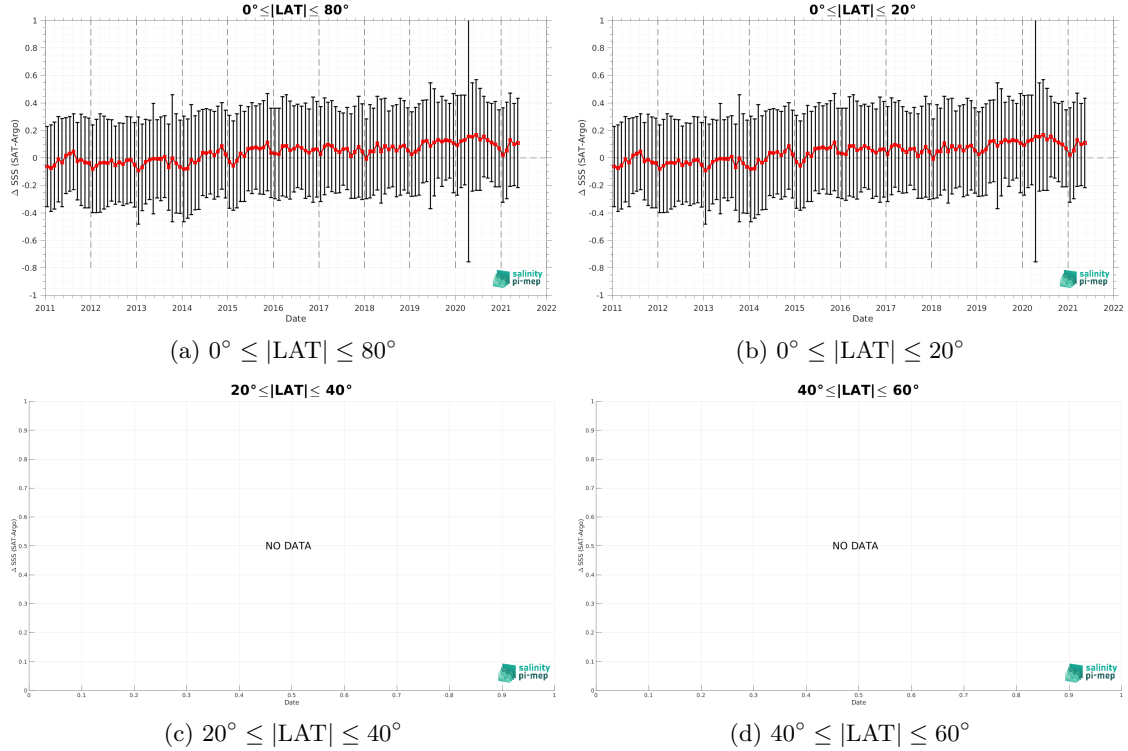 0°≤|LAT|≤ 80°
Δ SSS (SAT-Argo)
1
0.8
0.6
0.4
0.2
0
-0.2
-0.4
-0.6
-0.8
-1
2011 2012 2013 2014 2015 2016 2017 2018 2019 2020 2021 2022
Date
salinity
pi-mep
(a) 0° ≤ |LAT| ≤ 80°
0°≤|LAT|≤ 20°
Δ SSS (SAT-Argo)
1
0.8
0.6
0.4
0.2
0
-0.2
-0.4
-0.6
-0.8
-1
2011 2012 2013 2014 2015 2016 2017 2018 2019 2020 2021 2022
Date
salinity
pi-mep
(b) 0° ≤ |LAT| ≤ 20°
20°≤|LAT|≤ 40°
Δ SSS (SAT-Argo)
1
0.9
0.8
0.7
0.6
0.5
0.4
0.3
0.2
0.1
0
NO DATA
0 0.1 0.2 0.3 0.4 0.5 0.6 0.7 0.8 0.9 1
Date
salinity
pi-mep
(c) 20° ≤ |LAT| ≤ 40°
40°≤|LAT|≤ 60°
Δ SSS (SAT-Argo)
1
0.9
0.8
0.7
0.6
0.5
0.4
0.3
0.2
0.1
0
NO DATA
0 0.1 0.2 0.3 0.4 0.5 0.6 0.7 0.8 0.9 1
Date
salinity
pi-mep
(d) 40° ≤ |LAT| ≤ 60°